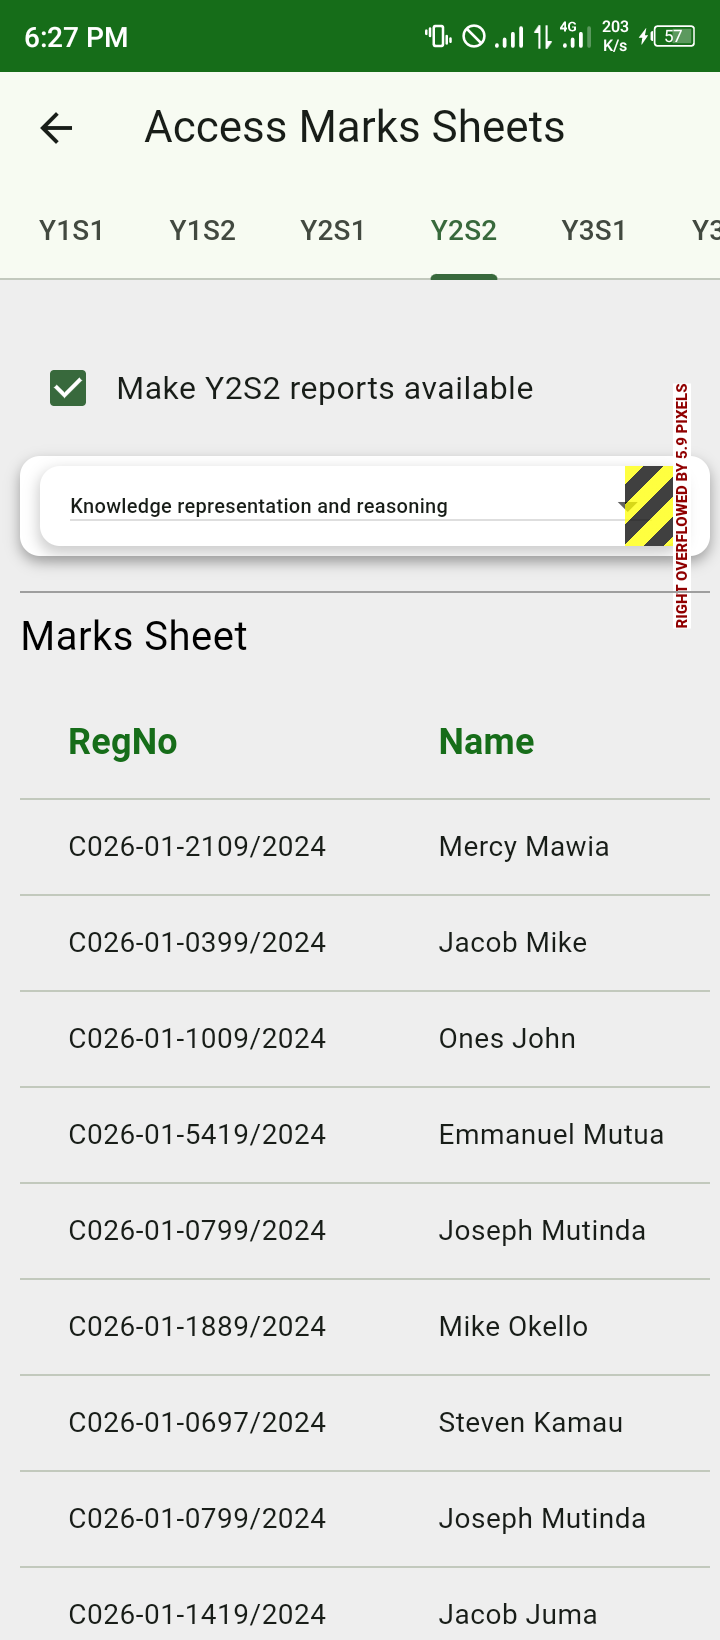 6:27 PM 4G 203 K/s 57
Access Marks Sheets
Y1S1 Y1S2 Y2S1 Y2S2 Y3S1 Y3
Make Y2S2 reports available
RIGHT OVERFLOWED BY 5.9 PIXELS
Knowledge representation and reasoning
Marks Sheet
RegNo Name
C026-01-2109/2024 Mercy Mawia
C026-01-0399/2024 Jacob Mike
C026-01-1009/2024 Ones John
C026-01-5419/2024 Emmanuel Mutua
C026-01-0799/2024 Joseph Mutinda
C026-01-1889/2024 Mike Okello
C026-01-0697/2024 Steven Kamau
C026-01-0799/2024 Joseph Mutinda
C026-01-1419/2024 Jacob Juma